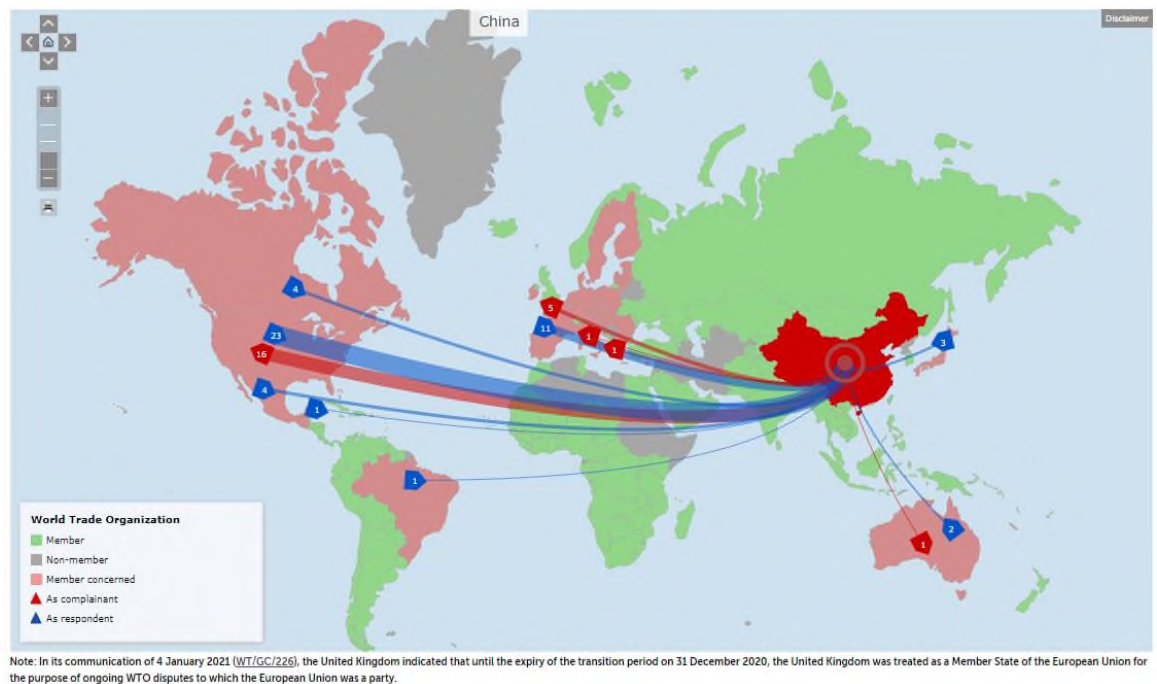 China
Disclaimer
4
23
16
4
1
1
5
11
1
1
3
2
1
World Trade Organization
Member
Non-member
Member concerned
As complainant
As respondent
Note: In its communication of 4 January 2021 (WT/GC/226), the United Kingdom indicated that until the expiry of the transition period on 31 December 2020, the United Kingdom was treated as a Member State of the European Union for
the purpose of ongoing WTO disputes to which the European Union was a party.